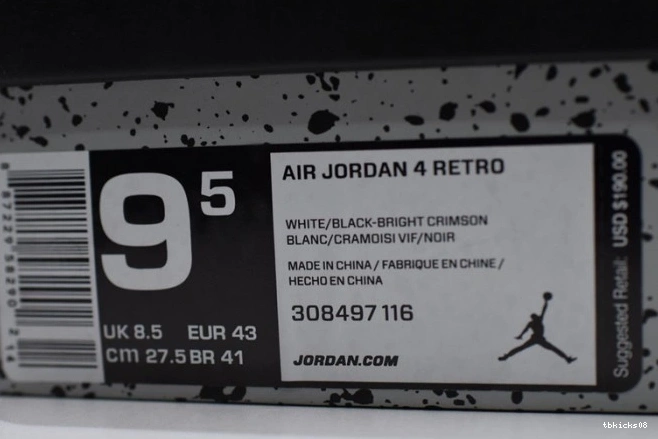 9 5
UK 8.5 EUR 43
cm 27.5 BR 41
AIR JORDAN 4 RETRO
WHITE/BLACK-BRIGHT CRIMSON
BLANC/CRAMOISI VIF/NOIR
MADE IN CHINA / FABRIQUE EN CHINE /
HECHO EN CHINA
308497 116
JORDAN.COM
Suggested Retail: USD $190.00
tbkicks08